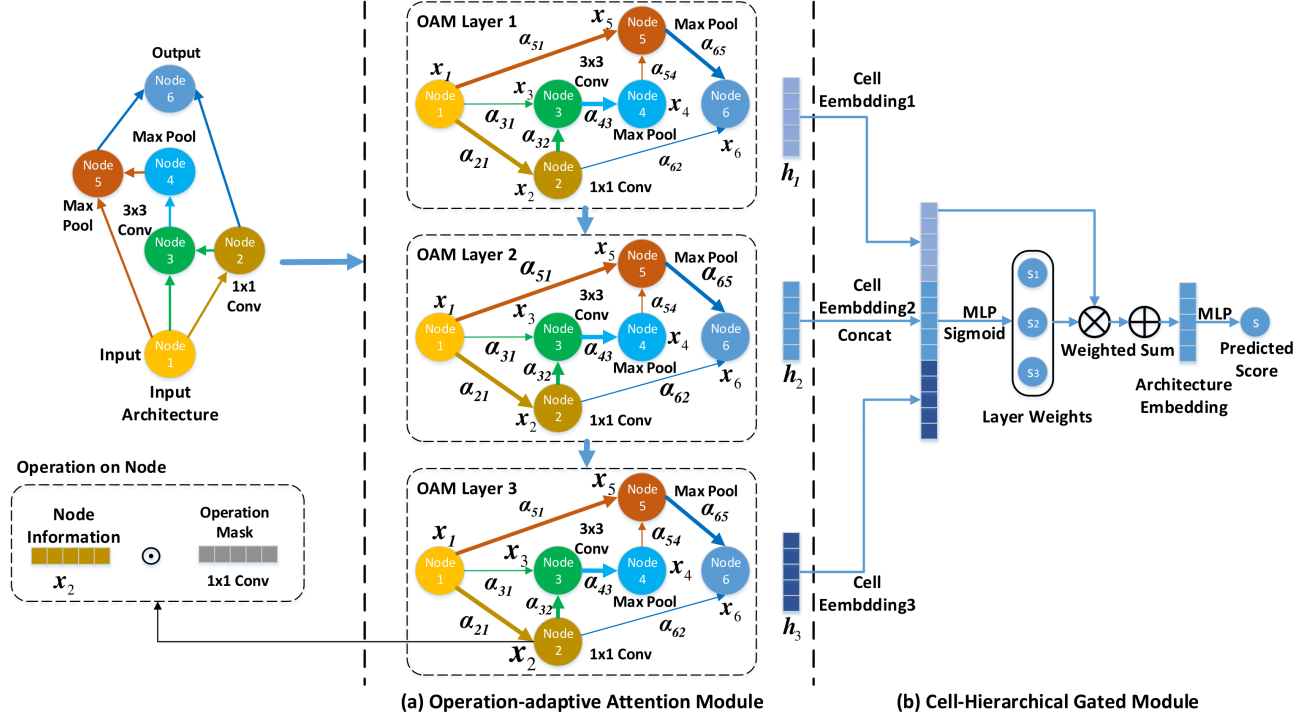 Output
Node
6
Max Pool
Node
5
Node
4
Max
Pool
3x3
Conv
Node
3
Node
2
1x1
Conv
Input
Node
1
Input
Architecture
Operation on Node
Node
Information
x2
Operation
Mask
1x1 Conv
OAM Layer 1
x5
Node
5
Max Pool
α51
α65
x1
3x3
Conv
α54
Node
1
x3
Node
3
Node
4
x4
Node
6
α31
α43
α32
Max Pool
α21
α62
x6
x2
Node
2
1x1 Conv
OAM Layer 2
x5
Node
5
Max Pool
α51
α65
x1
3x3
Conv
α54
Node
1
x3
Node
3
Node
4
x4
Node
6
α31
α43
α32
Max Pool
α21
α62
x6
x2
Node
2
1x1 Conv
OAM Layer 3
x5
Node
5
Max Pool
α51
α65
x1
3x3
Conv
α54
Node
1
x3
Node
3
Node
4
x4
Node
6
α31
α43
α32
Max Pool
α21
α62
x6
x2
Node
2
1x1 Conv
(a) Operation-adaptive Attention Module
h1
Cell
Eembedding1
h2
Cell
Embedding2
Concat
h3
Cell
Eembedding3
MLP
Sigmoid
S1
S2
S3
Layer Weights
Weighted Sum
Architecture
Embedding
MLP
S
Predicted
Score
(b) Cell-Hierarchical Gated Module